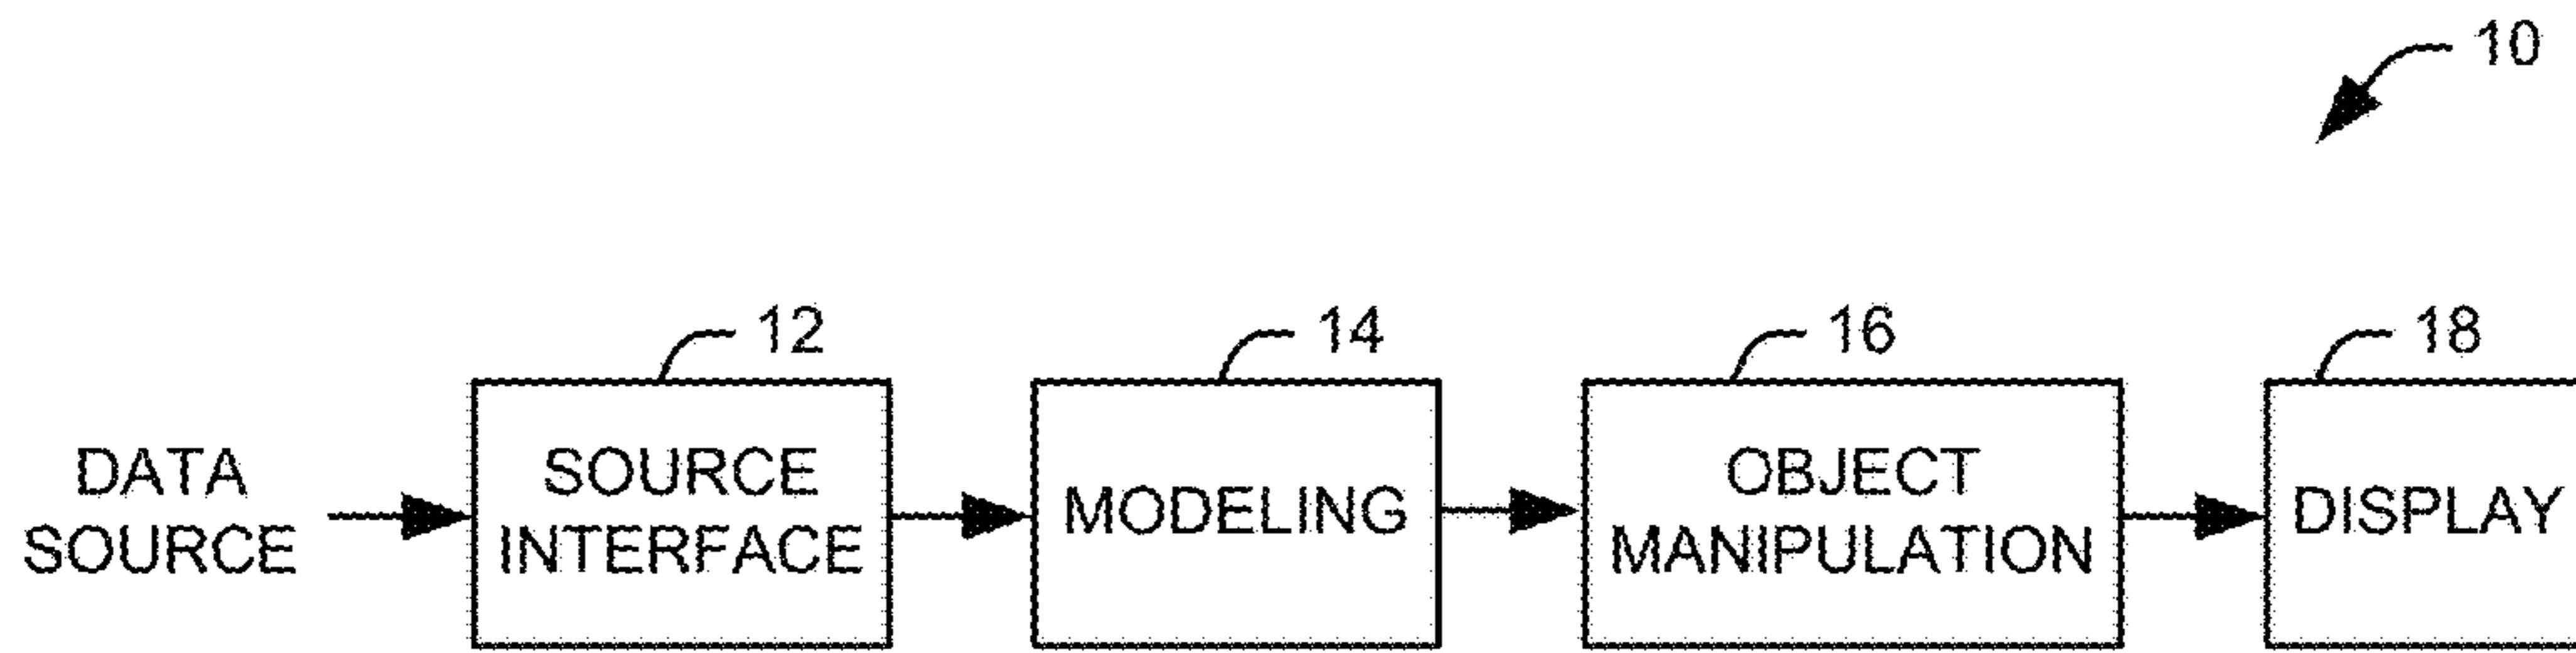 10
12
14
16
18
DATA
SOURCE
SOURCE
INTERFACE
MODELING
OBJECT
MANIPULATION
DISPLAY